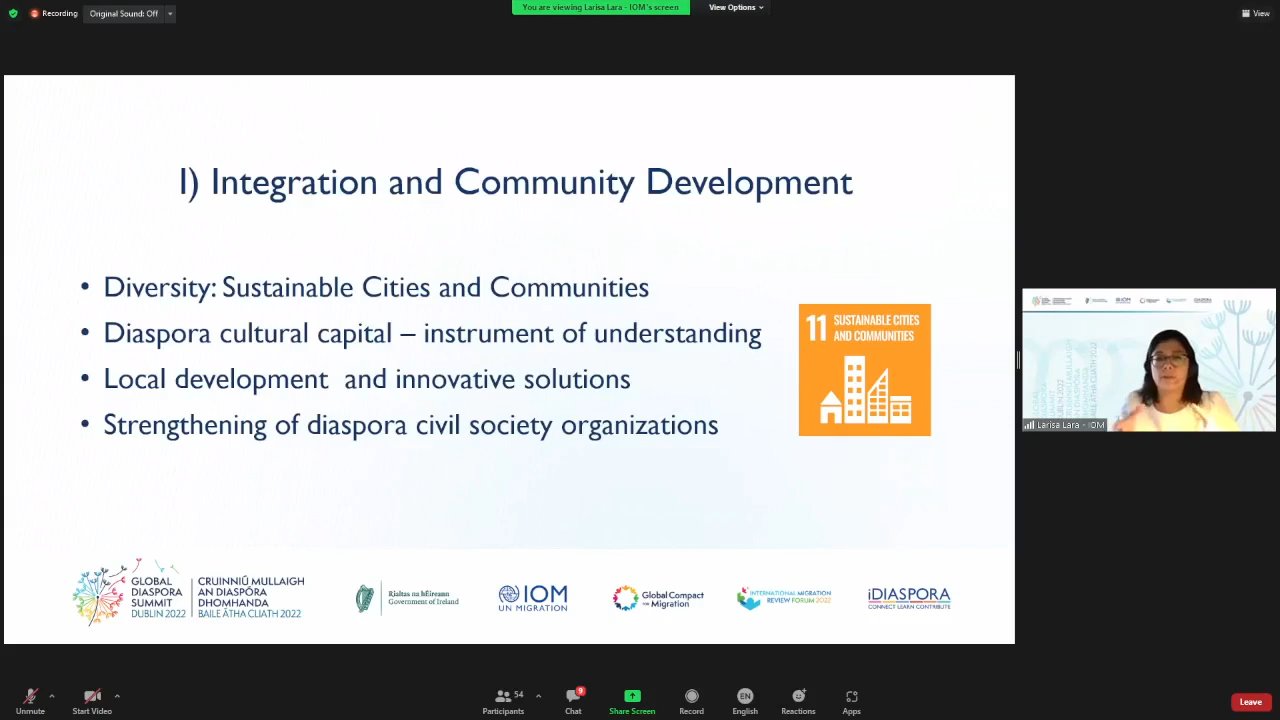 Recording
Original Sound: Off
You are viewing Larisa Lara - IOM's screen
View Options
View
I) Integration and Community Development
• Diversity: Sustainable Cities and Communities
• Diaspora cultural capital – instrument of understanding
• Local development and innovative solutions
• Strengthening of diaspora civil society organizations
11 SUSTAINABLE CITIES
AND COMMUNITIES
Larisa Lara - IOM
GLOBAL
DIASPORA
SUMMIT
DUBLIN 2022
CRUINNIÚ MULLAIGH
AN DIASPÓRA
DHOMHANDA
BAILE ÁTHA CLIATH 2022
Rialtas na hÉireann
Government of Ireland
IOM
UN MIGRATION
Global Compact
for Migration
INTERNATIONAL MIGRATION
REVIEW FORUM 2022
iDIASPORA
CONNECT LEARN CONTRIBUTE
Unmute
Start Video
54
Participants
9
Chat
Share Screen
Record
EN
English
Reactions
Apps
Leave